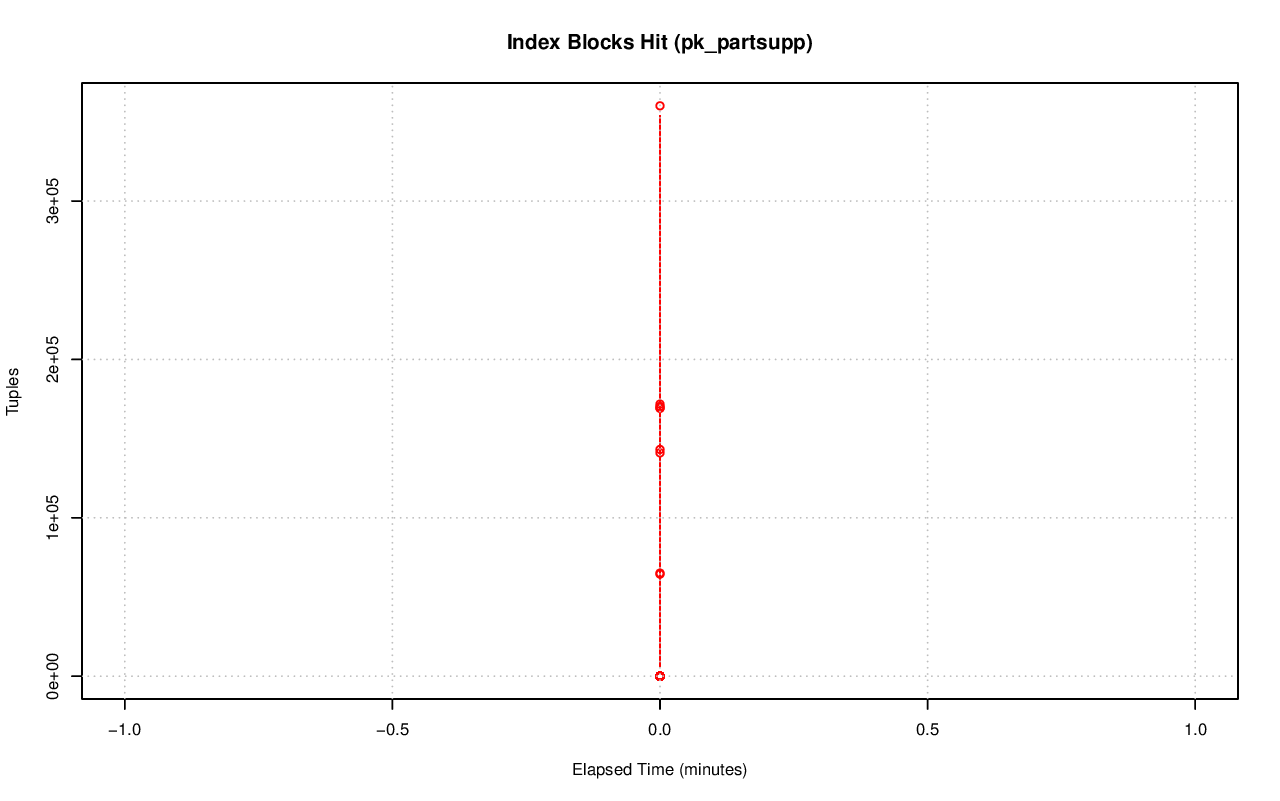 Index Blocks Hit (pk_partsupp)
Tuples
3e+05
2e+05
1e+05
0e+00
−1.0 −0.5 0.0 0.5 1.0
Elapsed Time (minutes)